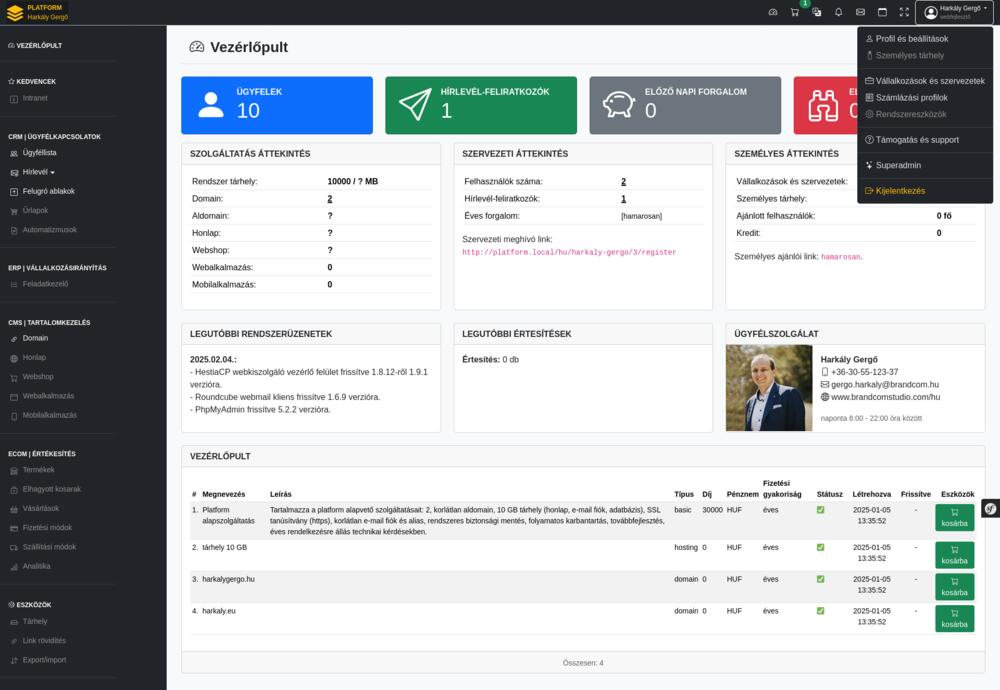 PLATFORM
Harkály Gergő
1
Harkály Gergő
webfejlesztő
VEZÉRLŐPULT
KEDVENCEK
Intranet
CRM | ÜGYFÉLKAPCSOLATOK
Ügyféllista
Hírlevél
Felugró ablakok
Űrlapok
Automatizmusok
ERP | VÁLLALKOZÁSIRÁNYÍTÁS
Feladatkezelő
CMS | TARTALOMKEZELÉS
Domain
Honlap
Webshop
Webalkalmazás
Mobilalkalmazás
ECOM | ÉRTÉKESÍTÉS
Termékek
Elhagyott kosarak
Vásárlások
Fizetési módok
Szállítási módok
Analitika
ESZKÖZÖK
Tárhely
Link rövidítés
Export/import
Profil és beállítások
Személyes tárhely
Vállalkozások és szervezetek
Számlázási profilok
Rendszereszközök
Támogatás és support
Superadmin
Kijelentkezés
Vezérlőpult
ÜGYFELEK
10
HÍRLEVÉL-FELIRATKOZÓK
1
ELŐZŐ NAPI FORGALOM
0
SZOLGÁLTATÁS ÁTTEKINTÉS
Rendszer tárhely: 10000 / ? MB
Domain: 2
Aldomain: ?
Honlap: ?
Webshop: ?
Webalkalmazás: 0
Mobilalkalmazás: 0
SZERVEZETI ÁTTEKINTÉS
Felhasználók száma: 2
Hírlevél-feliratkozók: 1
Éves forgalom: [hamarosan]
Szervezeti meghívó link:
http://platform.local/hu/harkaly-gergo/3/register
SZEMÉLYES ÁTTEKINTÉS
Vállalkozások és szervezetek:
Személyes tárhely:
Ajánlott felhasználók: 0 fő
Kredit: 0
Személyes ajánlói link: hamarosan.
LEGUTÓBBI RENDSZERÜZENETEK
2025.02.04.:
- HestiaCP webkiszolgáló vezérlő felület frissítve 1.8.12-ről 1.9.1
verzióra.
- Roundcube webmail kliens frissítve 1.6.9 verzióra.
- PhpMyAdmin frissítve 5.2.2 verzióra.
LEGUTÓBBI ÉRTESÍTÉSEK
Értesítés: 0 db
ÜGYFÉLSZOLGÁLAT
Harkály Gergő
+36-30-55-123-37
gergo.harkaly@brandcom.hu
www.brandcomstudio.com/hu
naponta 8:00 - 22:00 óra között
VEZÉRLŐPULT
# Megnevezés Leírás Típus Díj Pénznem Fizetési gyakoriság Státusz Létrehozva Frissítve Eszközök
1. Platform alapszolgáltatás Tartalmazza a platform alapvető szolgáltatásait: 2, korlátlan aldomain, 10 GB tárhely (honlap, e-mail fiók, adatbázis), SSL basic 30000 HUF éves 2025-01-05 13:35:52 - kosárba
tanúsítvány (https), korlátlan e-mail fiók és alias, rendszeres biztonsági mentés, folyamatos karbantartás, továbbfejlesztés,
éves rendelkezésre állás technikai kérdésekben.
2. tárhely 10 GB hosting 0 HUF éves 2025-01-05 13:35:52 - kosárba
3. harkalygergo.hu domain 0 HUF éves 2025-01-05 13:35:52 - kosárba
4. harkaly.eu domain 0 HUF éves 2025-01-05 13:35:52 - kosárba
Összesen: 4